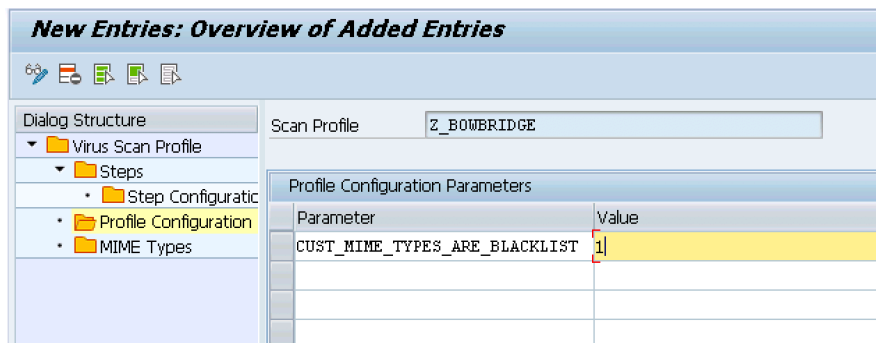 New Entries: Overview of Added Entries
Dialog Structure
Virus Scan Profile
Steps
Step Configuratic
Profile Configuration
MIME Types
Scan Profile Z_BOWBRIDGE
Profile Configuration Parameters
Parameter Value
CUST_MIME_TYPES_ARE_BLACKLIST 1